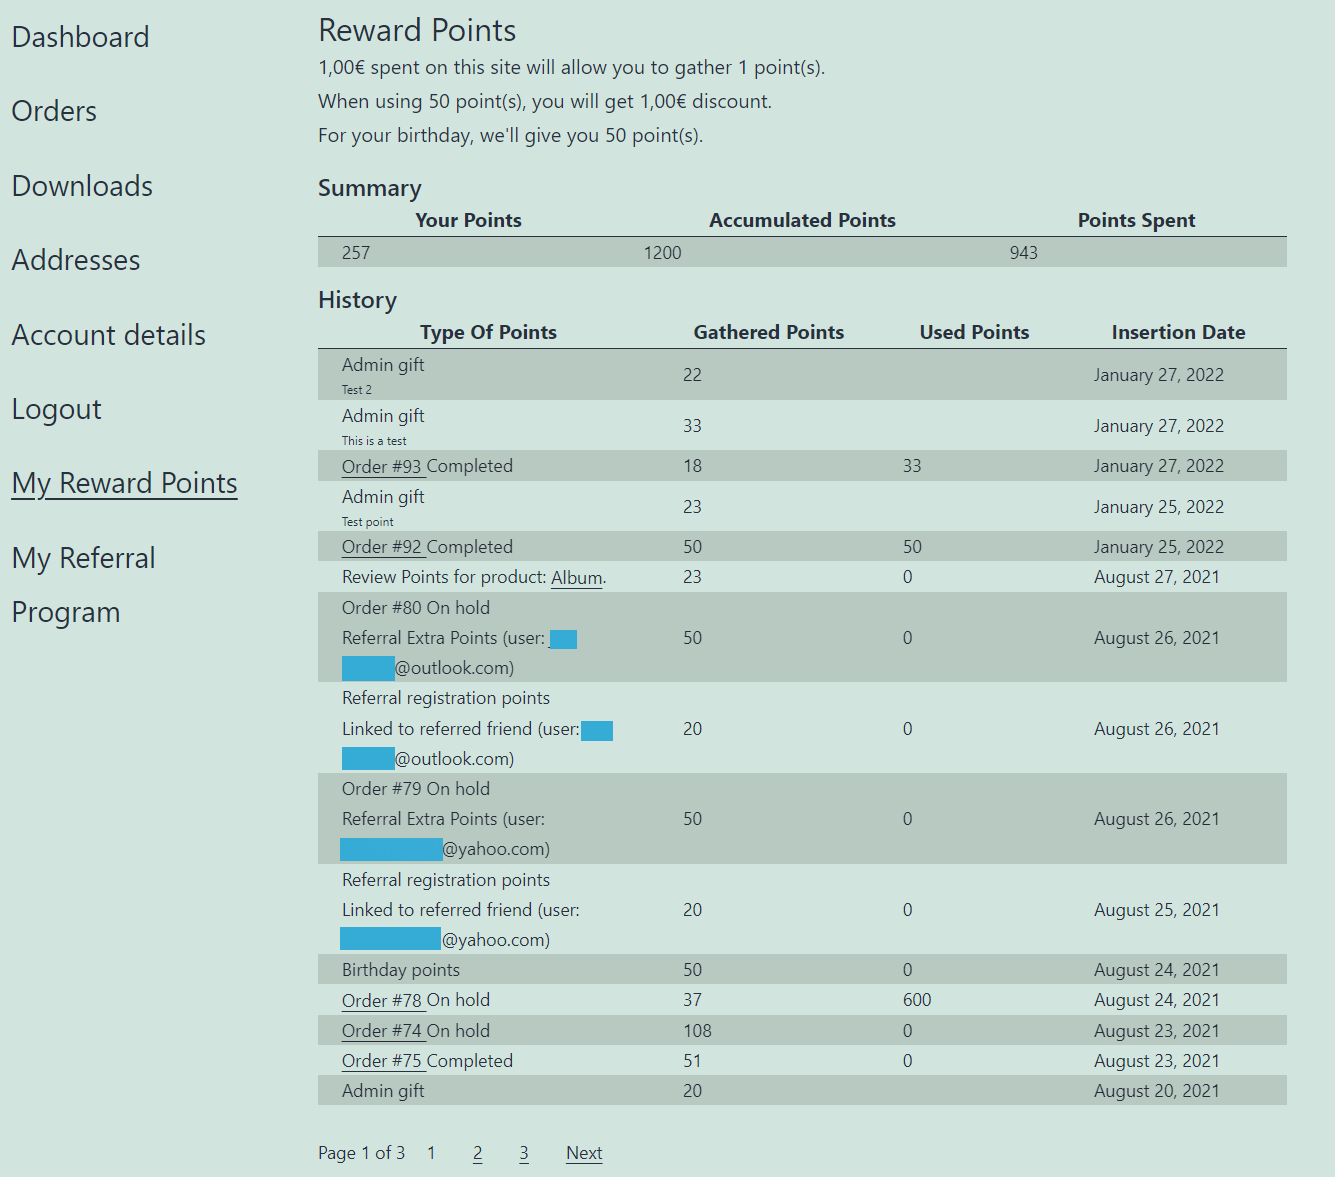 Dashboard
Orders
Downloads
Addresses
Account details
Logout
My Reward Points
My Referral
Program
Reward Points
1,00€ spent on this site will allow you to gather 1 point(s).
When using 50 point(s), you will get 1,00€ discount.
For your birthday, we'll give you 50 point(s).
Summary
Your Points Accumulated Points Points Spent
257 1200 943
History
Type Of Points Gathered Points Used Points Insertion Date
Admin gift
Test 2
22 January 27, 2022
Admin gift
This is a test
33 January 27, 2022
Order #93 Completed 18 33 January 27, 2022
Admin gift
Test point
23 January 25, 2022
Order #92 Completed 50 50 January 25, 2022
Review Points for product: Album. 23 0 August 27, 2021
Order #80 On hold
Referral Extra Points (user: 50 0 August 26, 2021
@outlook.com)
Referral registration points
Linked to referred friend (user: 20 0 August 26, 2021
@outlook.com)
Order #79 On hold
Referral Extra Points (user: 50 0 August 26, 2021
@yahoo.com)
Referral registration points
Linked to referred friend (user: 20 0 August 25, 2021
@yahoo.com)
Birthday points 50 0 August 24, 2021
Order #78 On hold 37 600 August 24, 2021
Order #74 On hold 108 0 August 23, 2021
Order #75 Completed 51 0 August 23, 2021
Admin gift 20 August 20, 2021
Page 1 of 3 1 2 3 Next